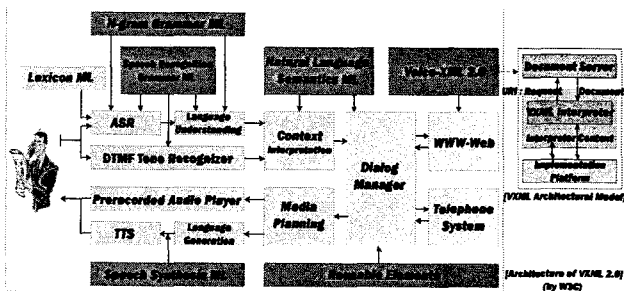 N-gram Grammar ML
Speech Recognition
Grammar ML
Natural Language
Semantics ML
Voice-XML 2.0
Document Server
Lexicon ML
URI : Request
Document
ASR
Language
Understanding
Context
Interpretation
WWW-Web
VXML Interpreter
Interpreter Context
DTMF Tone Recognizer
Dialog
Manager
Implementation
Platform
Prerecorded Audio Player
Media
Planning
Telephone
System
[VXML Architectural Model]
TTS
Language
Generation
Speech Synthesis ML
Reusable Elements
[Architecture of VXML 2.0]
(by W3C)